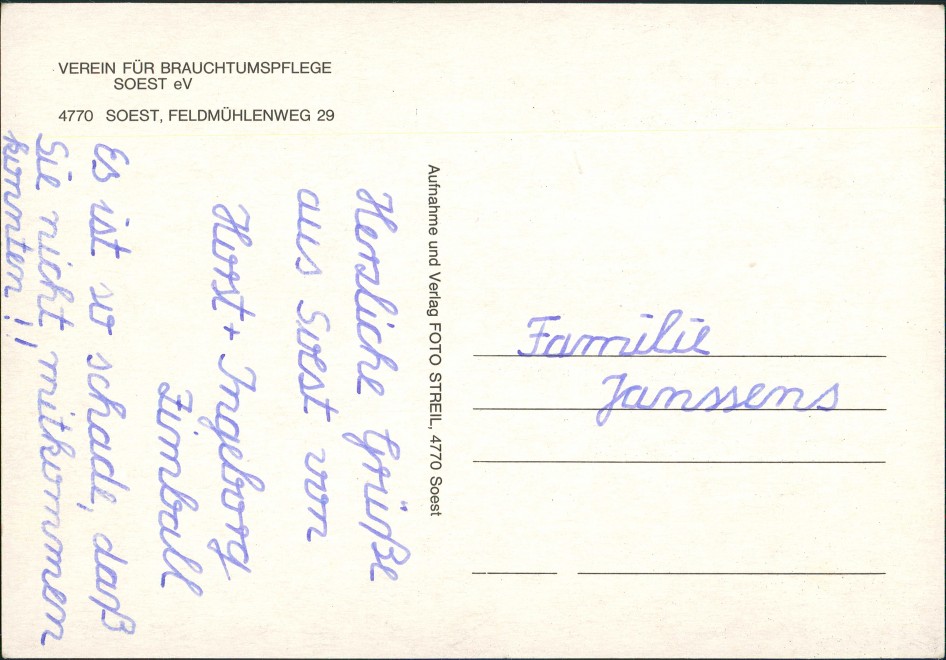 VEREIN FÜR BRAUCHTUMSPFLEGE
SOEST eV
4770 SOEST, FELDMÜHLENWEG 29
Herzliche Grüße
aus Soest von
Horst + Ingeborg
Zimball
Es ist so schade, daß
Sie nicht mitkommen
konnten!!
Aufnahme und Verlag FOTO STREIL, 4770 Soest
Familie
Janssens